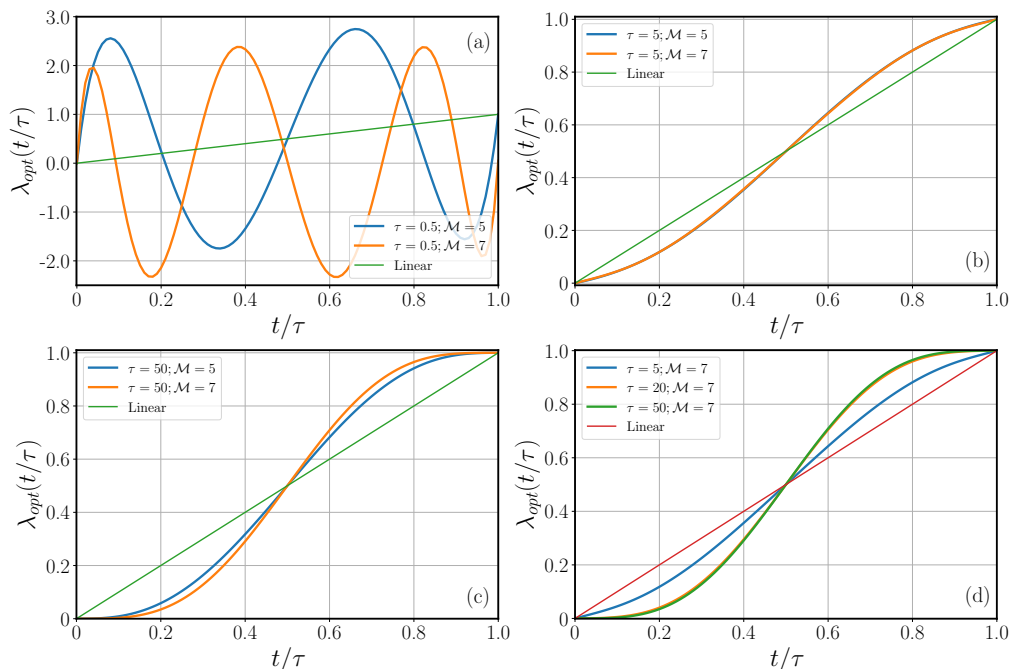 3.0
2.0
1.0
0.0
-1.0
-2.0
0
0.2
0.4
0.6
0.8
1.0
λ_opt(t/τ)
t/τ
(a)
τ = 0.5; ℳ = 5
τ = 0.5; ℳ = 7
Linear
1.0
0.8
0.6
0.4
0.2
0
0
0.2
0.4
0.6
0.8
1.0
λ_opt(t/τ)
t/τ
(b)
τ = 5; ℳ = 5
τ = 5; ℳ = 7
Linear
1.0
0.8
0.6
0.4
0.2
0
0
0.2
0.4
0.6
0.8
1.0
λ_opt(t/τ)
t/τ
(c)
τ = 50; ℳ = 5
τ = 50; ℳ = 7
Linear
1.0
0.8
0.6
0.4
0.2
0
0
0.2
0.4
0.6
0.8
1.0
λ_opt(t/τ)
t/τ
(d)
τ = 5; ℳ = 7
τ = 20; ℳ = 7
τ = 50; ℳ = 7
Linear